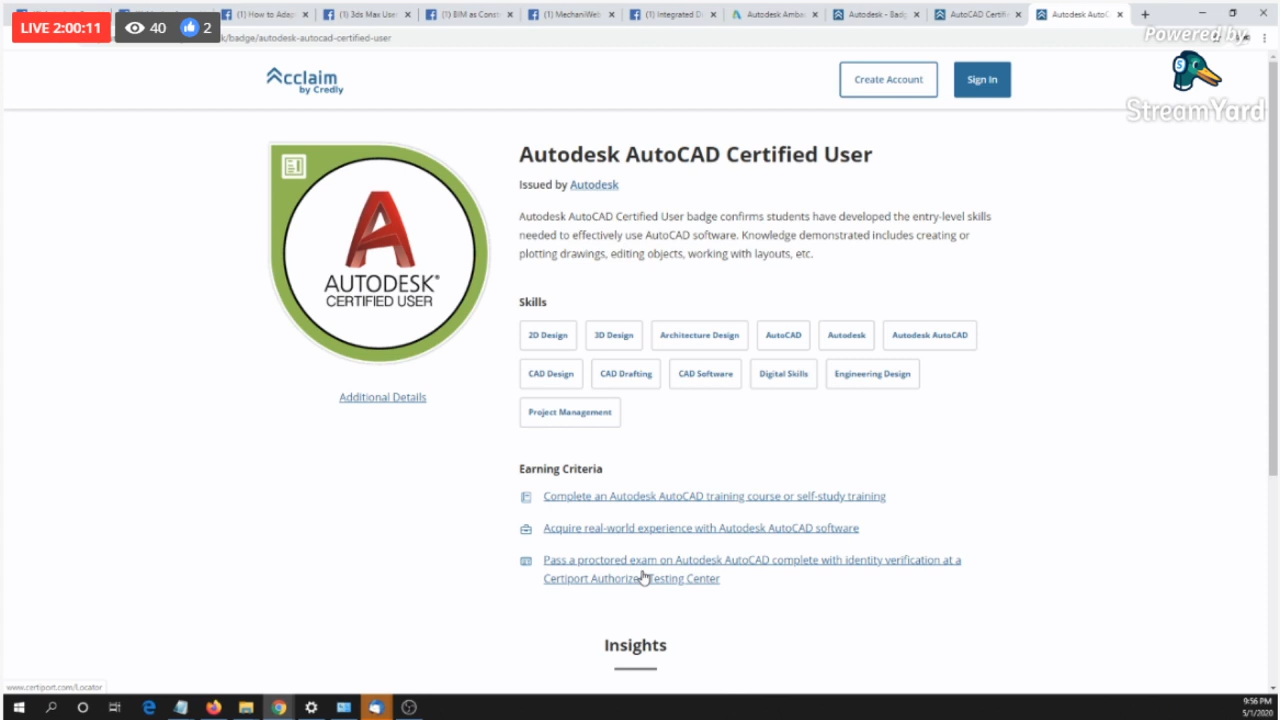 (1) How to Adap
(1) 3ds Max User
(1) BIM as Const
(1) MechaniWeb
(1) Integrated D
Autodesk Amba
Autodesk - Badg
AutoCAD Certifi
Autodesk AutoC
LIVE 2:00:11
40
2
k/badge/autodesk-autocad-certified-user
Powered by
StreamYard
Acclaim
by Credly
Create Account
Sign In
Autodesk AutoCAD Certified User
Issued by Autodesk
Autodesk AutoCAD Certified User badge confirms students have developed the entry-level skills
needed to effectively use AutoCAD software. Knowledge demonstrated includes creating or
plotting drawings, editing objects, working with layouts, etc.
AUTODESK®
CERTIFIED USER
Additional Details
Skills
2D Design
3D Design
Architecture Design
AutoCAD
Autodesk
Autodesk AutoCAD
CAD Design
CAD Drafting
CAD Software
Digital Skills
Engineering Design
Project Management
Earning Criteria
Complete an Autodesk AutoCAD training course or self-study training
Acquire real-world experience with Autodesk AutoCAD software
Pass a proctored exam on Autodesk AutoCAD complete with identity verification at a
Certiport Authorize Testing Center
Insights
www.certiport.com/Locator
9:56 PM
5/1/2020